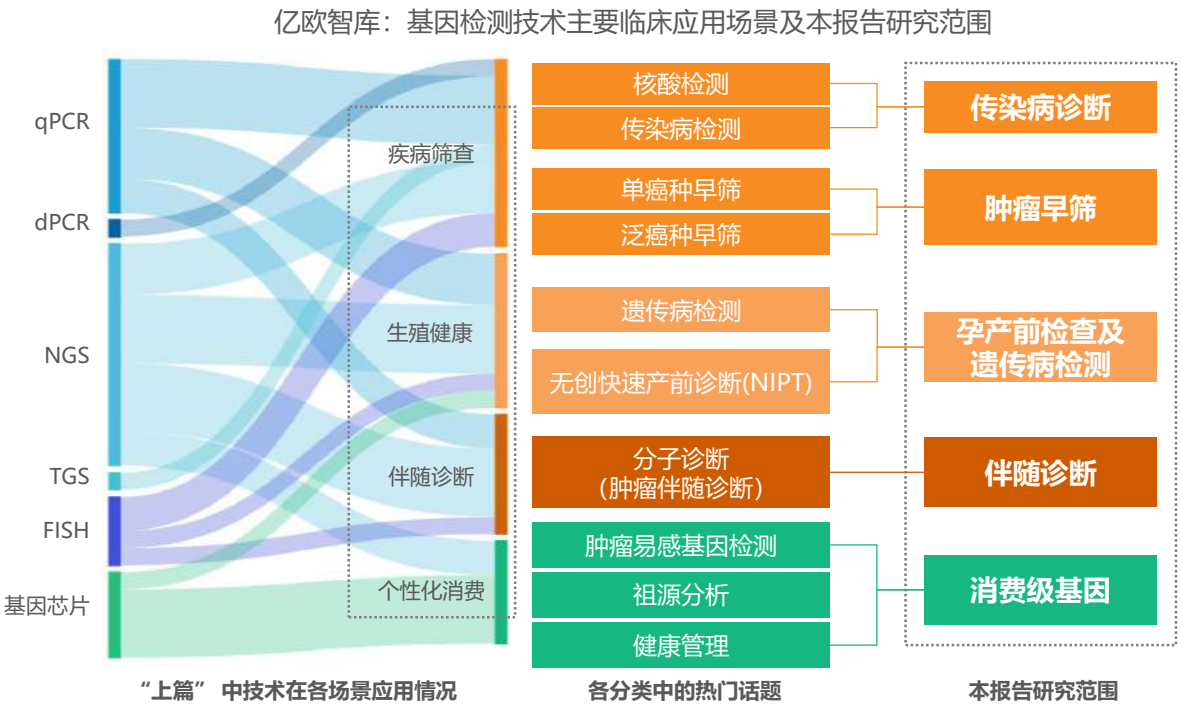 亿欧智库：基因检测技术主要临床应用场景及本报告研究范围
qPCR
dPCR
NGS
TGS
FISH
基因芯片
疾病筛查
生殖健康
伴随诊断
个性化消费
“上篇” 中技术在各场景应用情况
核酸检测
传染病检测
单癌种早筛
泛癌种早筛
遗传病检测
无创快速产前诊断(NIPT)
分子诊断
（肿瘤伴随诊断）
肿瘤易感基因检测
祖源分析
健康管理
各分类中的热门话题
传染病诊断
肿瘤早筛
孕产前检查及
遗传病检测
伴随诊断
消费级基因
本报告研究范围